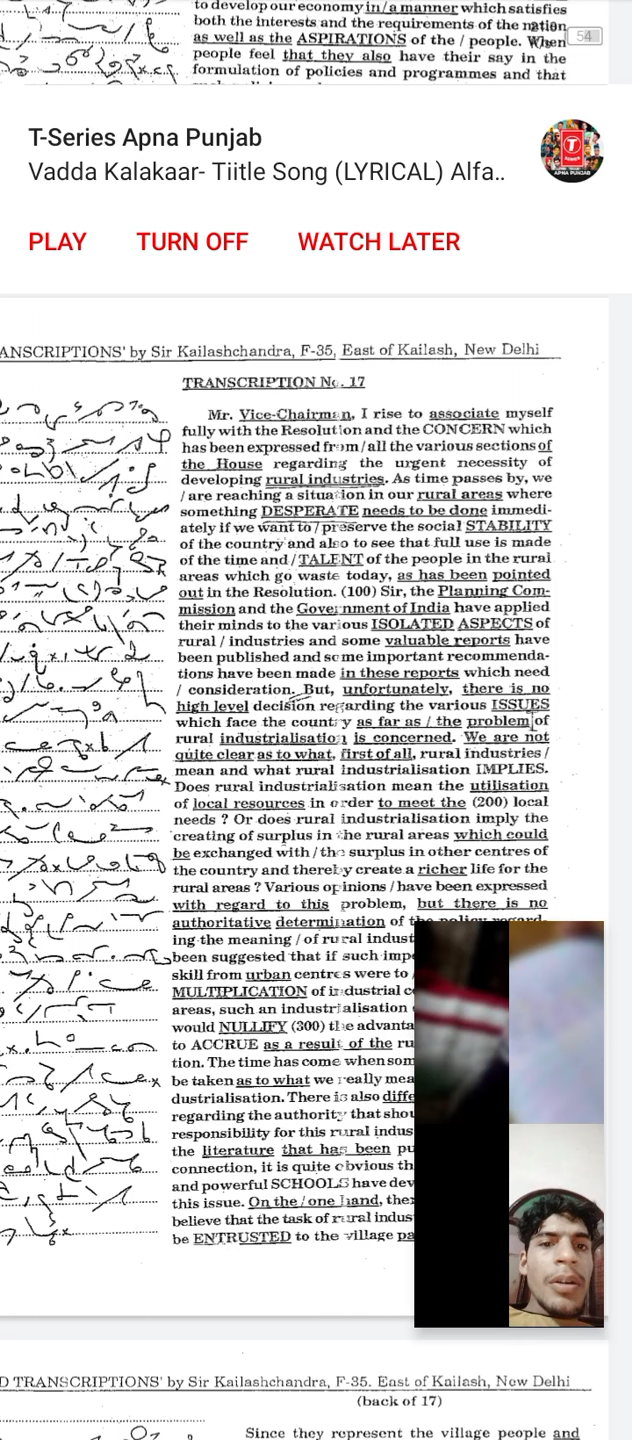 to develop our economy in/a manner which satisfies
both the interests and the requirements of the nation
as well as the ASPIRATIONS of the / people. When
54
people feel that they also have their say in the
formulation of policies and programmes and that
T-Series Apna Punjab
Vadda Kalakaar- Tiitle Song (LYRICAL) Alfa..
PLAY TURN OFF WATCH LATER
ANSCRIPTIONS' by Sir Kailashchandra, F-35, East of Kailash, New Delhi
TRANSCRIPTION No. 17
Mr. Vice-Chairman, I rise to associate myself
fully with the Resolution and the CONCERN which
has been expressed from/all the various sections of
the House regarding the urgent necessity of
developing rural industries. As time passes by, we
/ are reaching a situation in our rural areas where
something DESPERATE needs to be done immedi-
ately if we want to / preserve the social STABILITY
of the country and also to see that full use is made
of the time and / TALENT of the people in the rural
areas which go waste today, as has been pointed
out in the Resolution. (100) Sir, the Planning Com-
mission and the Government of India have applied
their minds to the various ISOLATED ASPECTS of
rural / industries and some valuable reports have
been published and some important recommenda-
tions have been made in these reports which need
/ consideration. But, unfortunately, there is no
high level decision regarding the various ISSUES
which face the country as far as / the problem of
rural industrialisation is concerned. We are not
quite clear as to what, first of all, rural industries /
mean and what rural industrialisation IMPLIES.
Does rural industrialisation mean the utilisation
of local resources in order to meet the (200) local
needs ? Or does rural industrialisation imply the
creating of surplus in the rural areas which could
be exchanged with / the surplus in other centres of
the country and thereby create a richer life for the
rural areas ? Various opinions / have been expressed
with regard to this problem, but there is no
authoritative determination of the policy regard-
ing the meaning / of rural indust
been suggested that if such impe
skill from urban centres were to /
MULTIPLICATION of industrial c
areas, such an industrialisation
would NULLIFY (300) the advanta
to ACCRUE as a result of the ru
tion. The time has come when som
be taken as to what we really mea
dustrialisation. There is also diffe
regarding the authority that shou
responsibility for this rural indus
the literature that has been pu
connection, it is quite obvious th
and powerful SCHOOLS have dev
this issue. On the / one hand, the
believe that the task of rural indus
be ENTRUSTED to the village pa
D TRANSCRIPTIONS' by Sir Kailashchandra, F-35. East of Kailash, New Delhi
(back of 17)
Since they represent the village people and